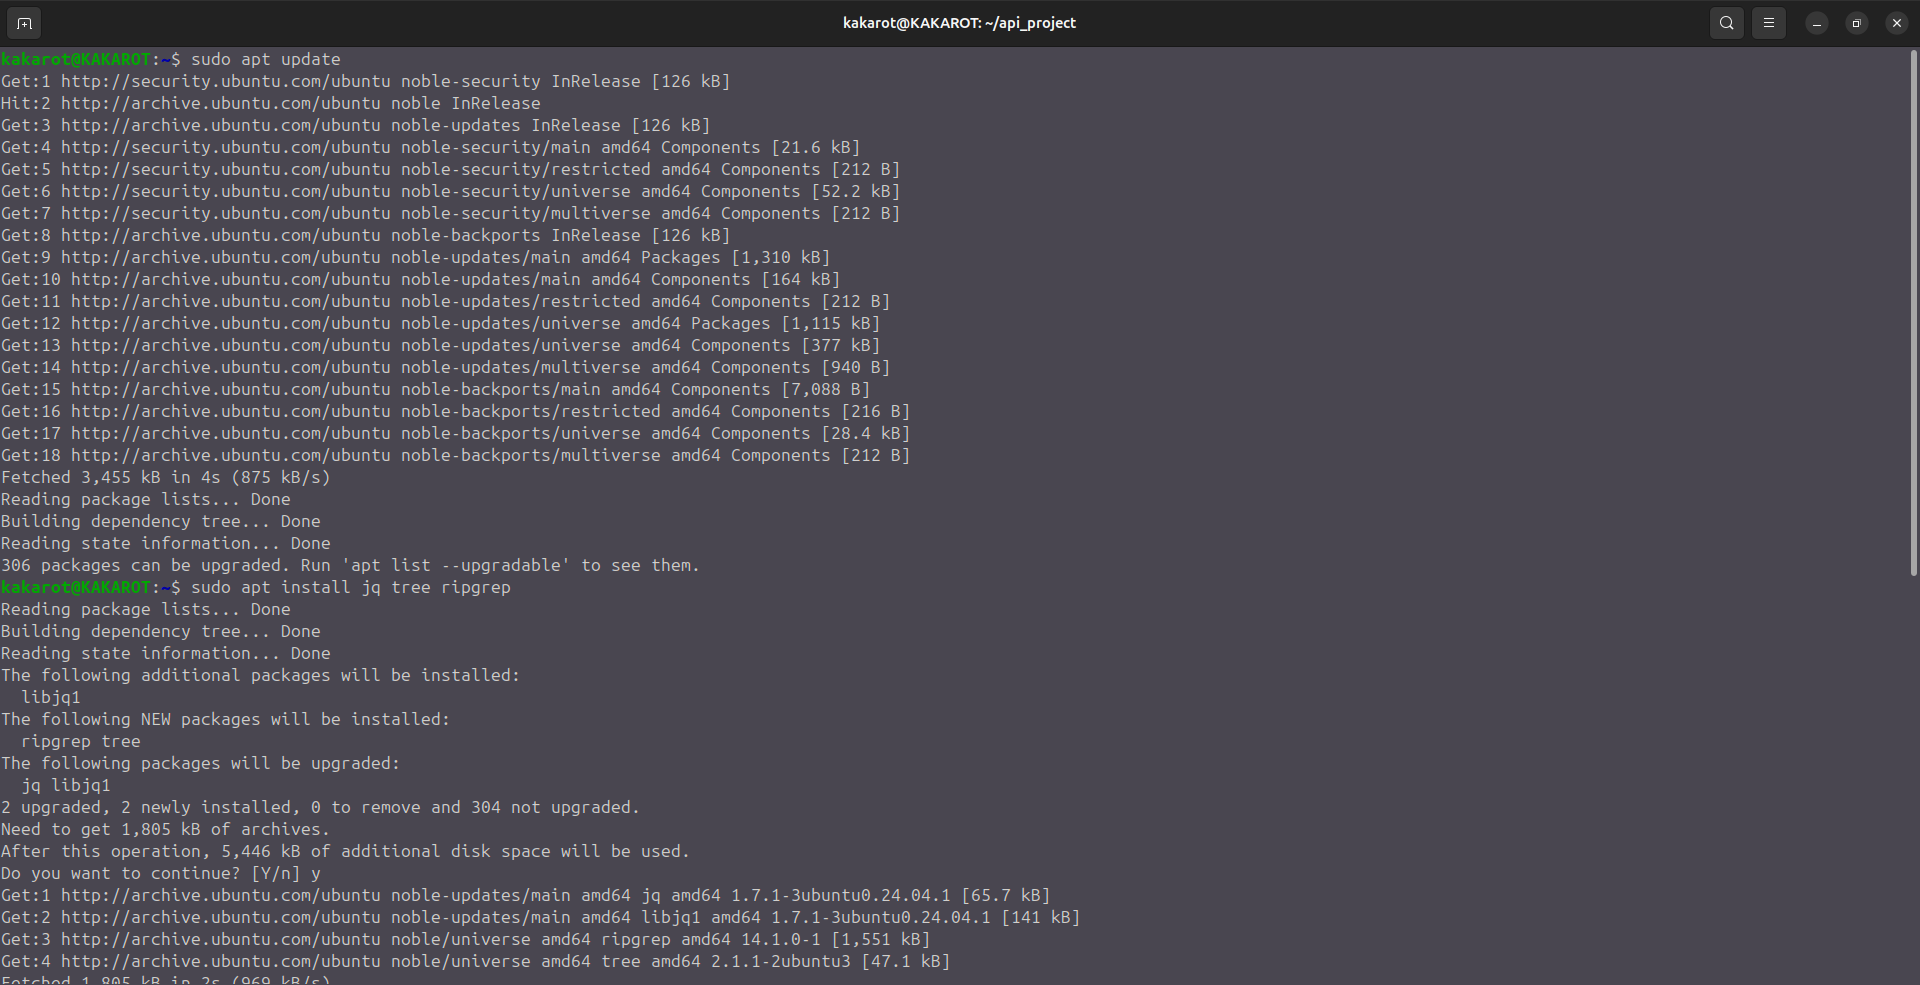 kakarot@KAKAROT: ~/api_project
kakarot@KAKAROT:~$ sudo apt update
Get:1 http://security.ubuntu.com/ubuntu noble-security InRelease [126 kB]
Hit:2 http://archive.ubuntu.com/ubuntu noble InRelease
Get:3 http://archive.ubuntu.com/ubuntu noble-updates InRelease [126 kB]
Get:4 http://security.ubuntu.com/ubuntu noble-security/main amd64 Components [21.6 kB]
Get:5 http://security.ubuntu.com/ubuntu noble-security/restricted amd64 Components [212 B]
Get:6 http://security.ubuntu.com/ubuntu noble-security/universe amd64 Components [52.2 kB]
Get:7 http://security.ubuntu.com/ubuntu noble-security/multiverse amd64 Components [212 B]
Get:8 http://archive.ubuntu.com/ubuntu noble-backports InRelease [126 kB]
Get:9 http://archive.ubuntu.com/ubuntu noble-updates/main amd64 Packages [1,310 kB]
Get:10 http://archive.ubuntu.com/ubuntu noble-updates/main amd64 Components [164 kB]
Get:11 http://archive.ubuntu.com/ubuntu noble-updates/restricted amd64 Components [212 B]
Get:12 http://archive.ubuntu.com/ubuntu noble-updates/universe amd64 Packages [1,115 kB]
Get:13 http://archive.ubuntu.com/ubuntu noble-updates/universe amd64 Components [377 kB]
Get:14 http://archive.ubuntu.com/ubuntu noble-updates/multiverse amd64 Components [940 B]
Get:15 http://archive.ubuntu.com/ubuntu noble-backports/main amd64 Components [7,088 B]
Get:16 http://archive.ubuntu.com/ubuntu noble-backports/restricted amd64 Components [216 B]
Get:17 http://archive.ubuntu.com/ubuntu noble-backports/universe amd64 Components [28.4 kB]
Get:18 http://archive.ubuntu.com/ubuntu noble-backports/multiverse amd64 Components [212 B]
Fetched 3,455 kB in 4s (875 kB/s)
Reading package lists... Done
Building dependency tree... Done
Reading state information... Done
306 packages can be upgraded. Run 'apt list --upgradable' to see them.
kakarot@KAKAROT:~$ sudo apt install jq tree ripgrep
Reading package lists... Done
Building dependency tree... Done
Reading state information... Done
The following additional packages will be installed:
  libjq1
The following NEW packages will be installed:
  ripgrep tree
The following packages will be upgraded:
  jq libjq1
2 upgraded, 2 newly installed, 0 to remove and 304 not upgraded.
Need to get 1,805 kB of archives.
After this operation, 5,446 kB of additional disk space will be used.
Do you want to continue? [Y/n] y
Get:1 http://archive.ubuntu.com/ubuntu noble-updates/main amd64 jq amd64 1.7.1-3ubuntu0.24.04.1 [65.7 kB]
Get:2 http://archive.ubuntu.com/ubuntu noble-updates/main amd64 libjq1 amd64 1.7.1-3ubuntu0.24.04.1 [141 kB]
Get:3 http://archive.ubuntu.com/ubuntu noble/universe amd64 ripgrep amd64 14.1.0-1 [1,551 kB]
Get:4 http://archive.ubuntu.com/ubuntu noble/universe amd64 tree amd64 2.1.1-2ubuntu3 [47.1 kB]
Fetched 1,805 kB in 2s (969 kB/s)